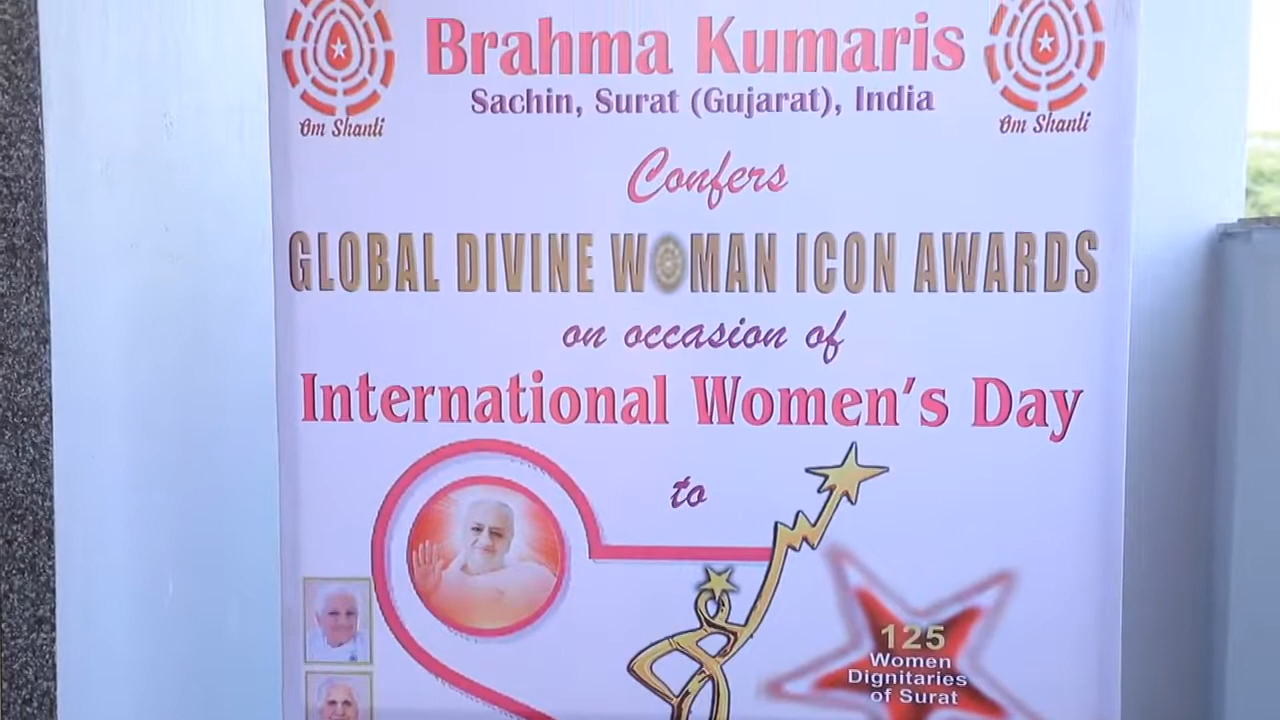 Brahma Kumaris
Sachin, Surat (Gujarat), India
Om Shanti
Om Shanti
Confers
GLOBAL DIVINE WOMAN ICON AWARDS
on occasion of
International Women's Day
to
125
Women
Dignitaries
of Surat